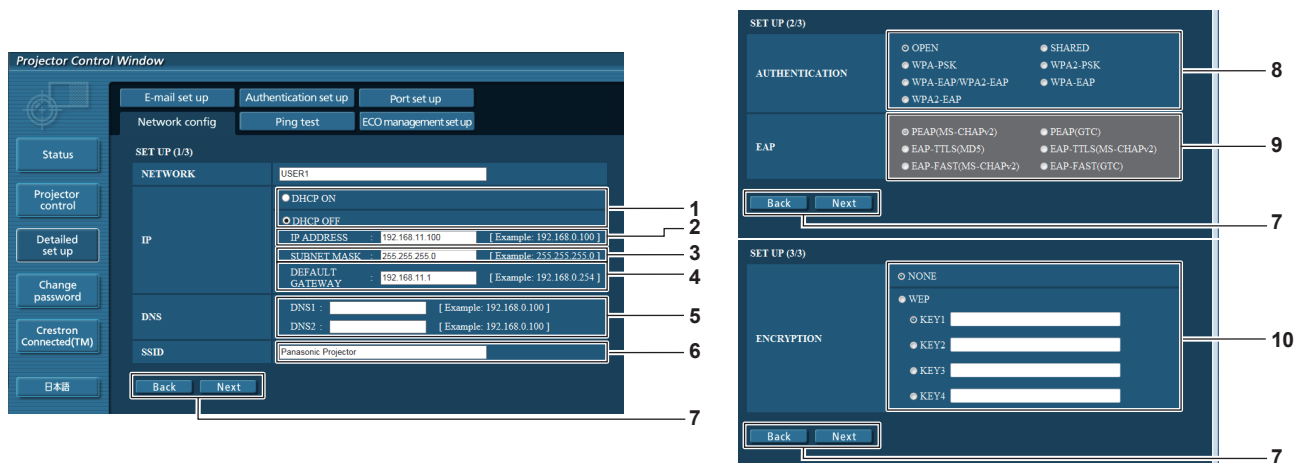 Projector Control Window
E-mail set up Authentication set up Port set up
Network config Ping test ECO management set up
Status
Projector control
Detailed set up
Change password
Crestron Connected(TM)
日本語
SET UP (1/3)
NETWORK USER1
IP
DHCP ON
DHCP OFF
IP ADDRESS : 192.168.11.100 [ Example: 192.168.0.100 ]
SUBNET MASK : 255.255.255.0 [ Example: 255.255.255.0 ]
DEFAULT GATEWAY : 192.168.11.1 [ Example: 192.168.0.254 ]
DNS
DNS1 : [ Example: 192.168.0.100 ]
DNS2 : [ Example: 192.168.0.100 ]
SSID Panasonic Projector
Back Next
1
2
3
4
5
6
7
SET UP (2/3)
AUTHENTICATION
OPEN SHARED
WPA-PSK WPA2-PSK
WPA-EAP/WPA2-EAP WPA-EAP
WPA2-EAP
8
EAP
PEAP(MS-CHAPv2) PEAP(GTC)
EAP-TTLS(MD5) EAP-TTLS(MS-CHAPv2)
EAP-FAST(MS-CHAPv2) EAP-FAST(GTC)
9
Back Next
7
SET UP (3/3)
ENCRYPTION
NONE
WEP
KEY1
KEY2
KEY3
KEY4
10
Back Next
7